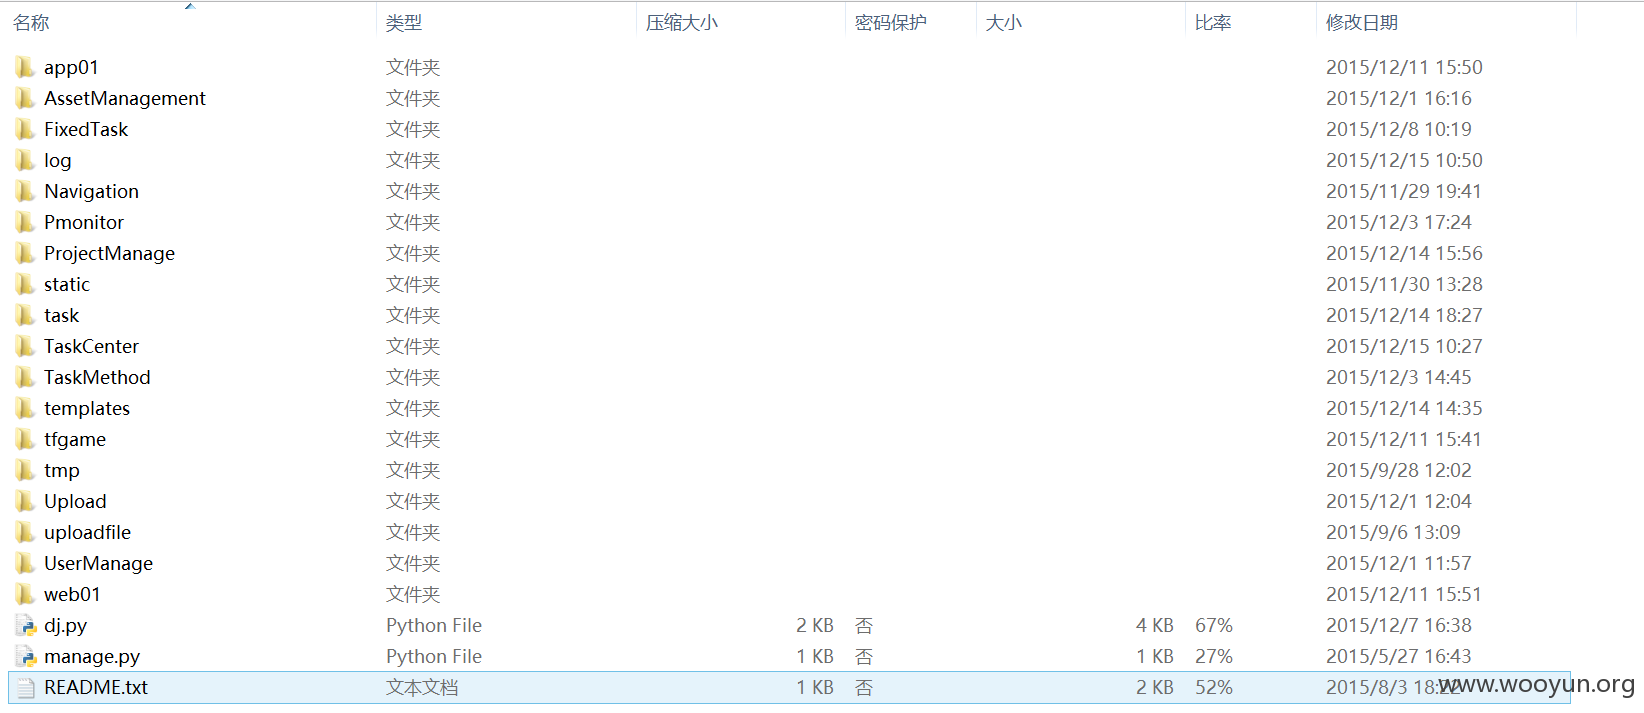 名称 类型 压缩大小 密码保护 大小 比率 修改日期
app01 文件夹 2015/12/11 15:50
AssetManagement 文件夹 2015/12/1 16:16
FixedTask 文件夹 2015/12/8 10:19
log 文件夹 2015/12/15 10:50
Navigation 文件夹 2015/11/29 19:41
Pmonitor 文件夹 2015/12/3 17:24
ProjectManage 文件夹 2015/12/14 15:56
static 文件夹 2015/11/30 13:28
task 文件夹 2015/12/14 18:27
TaskCenter 文件夹 2015/12/15 10:27
TaskMethod 文件夹 2015/12/3 14:45
templates 文件夹 2015/12/14 14:35
tfgame 文件夹 2015/12/11 15:41
tmp 文件夹 2015/9/28 12:02
Upload 文件夹 2015/12/1 12:04
uploadfile 文件夹 2015/9/6 13:09
UserManage 文件夹 2015/12/1 11:57
web01 文件夹 2015/12/11 15:51
dj.py Python File 2 KB 否 4 KB 67% 2015/12/7 16:38
manage.py Python File 1 KB 否 1 KB 27% 2015/5/27 16:43
README.txt 文本文档 1 KB 否 2 KB 52% 2015/8/3
www.wooyun.org